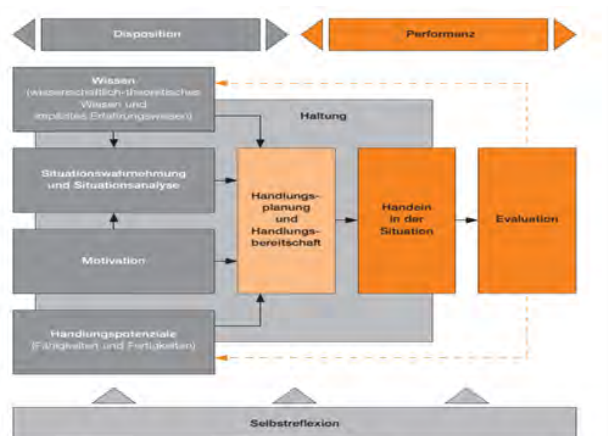 Disposition
Performanz
Wissen
(wissenschaftlich-theoretisches
Wissen und
implizites Erfahrungswissen)
Haltung
Situationswahrnehmung
und Situationsanalyse
Handlungs-
planung
und
Handlungs-
bereitschaft
Handeln
in der
Situation
Evaluation
Motivation
Handlungspotenziale
(Fähigkeiten und Fertigkeiten)
Selbstreflexion